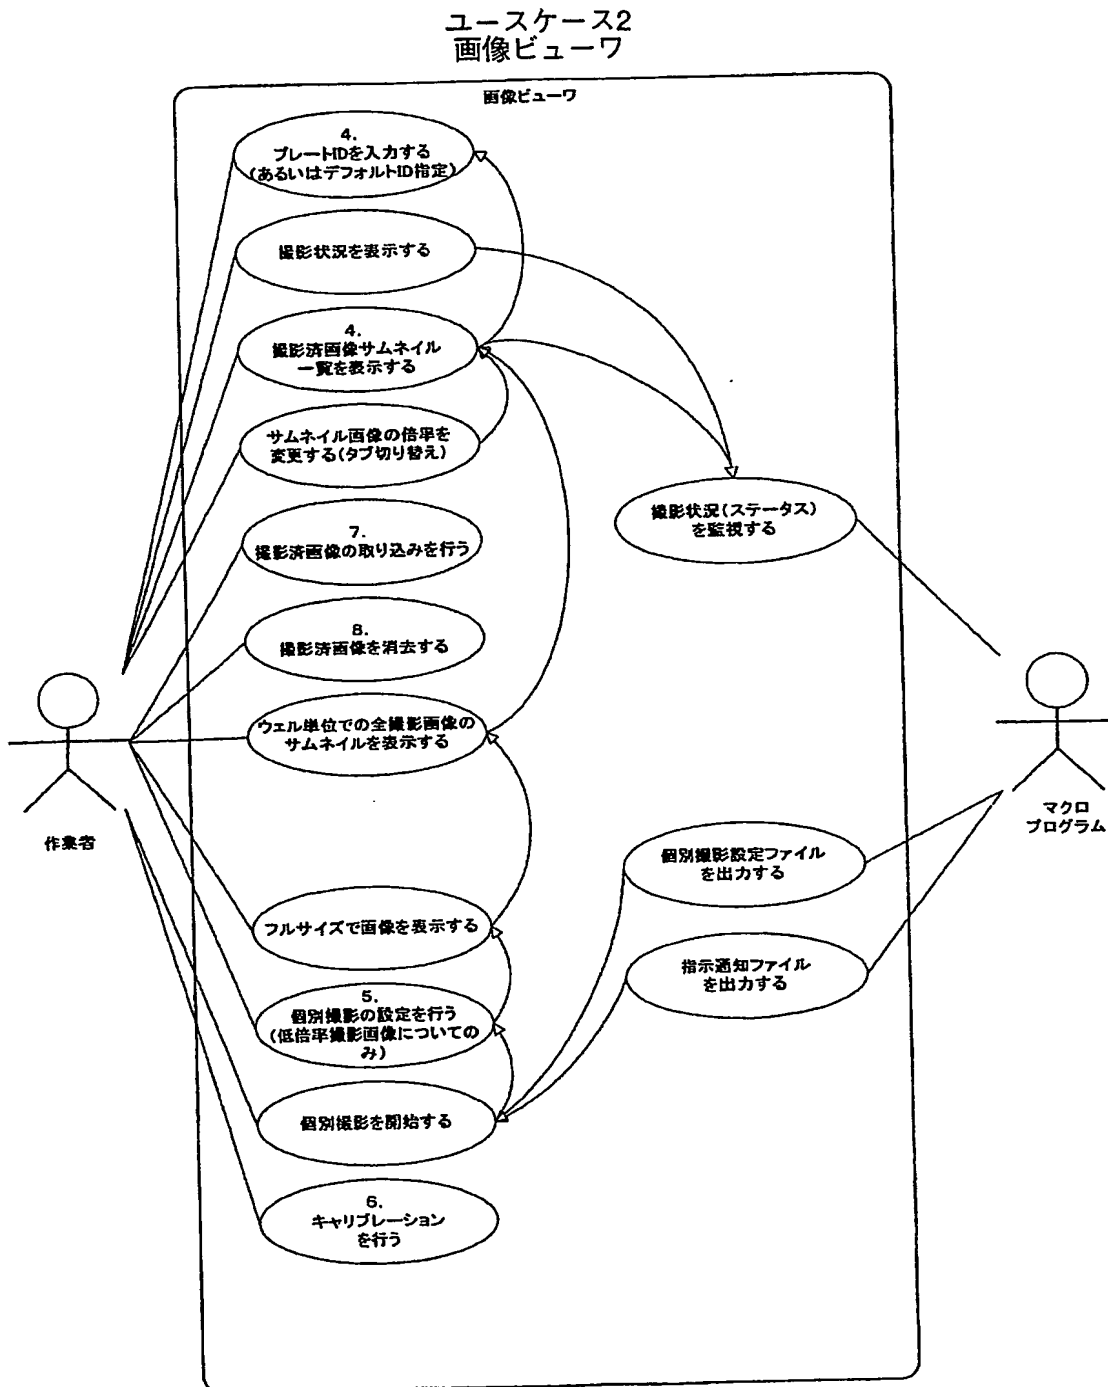 ユースケース2
画像ビューワ
画像ビューワ
4.
プレートIDを入力する
(あるいはデフォルトID指定)
撮影状況を表示する
4.
撮影済画像サムネイル
一覧を表示する
サムネイル画像の倍率を
変更する(タブ切り替え)
7.
撮影済画像の取り込みを行う
8.
撮影済画像を消去する
ウェル単位での全撮影画像の
サムネイルを表示する
フルサイズで画像を表示する
5.
個別撮影の設定を行う
(低倍率撮影画像についての
み)
個別撮影を開始する
6.
キャリブレーション
を行う
撮影状況(ステータス)
を監視する
個別撮影設定ファイル
を出力する
指示通知ファイル
を出力する
作業者
マクロ
プログラム